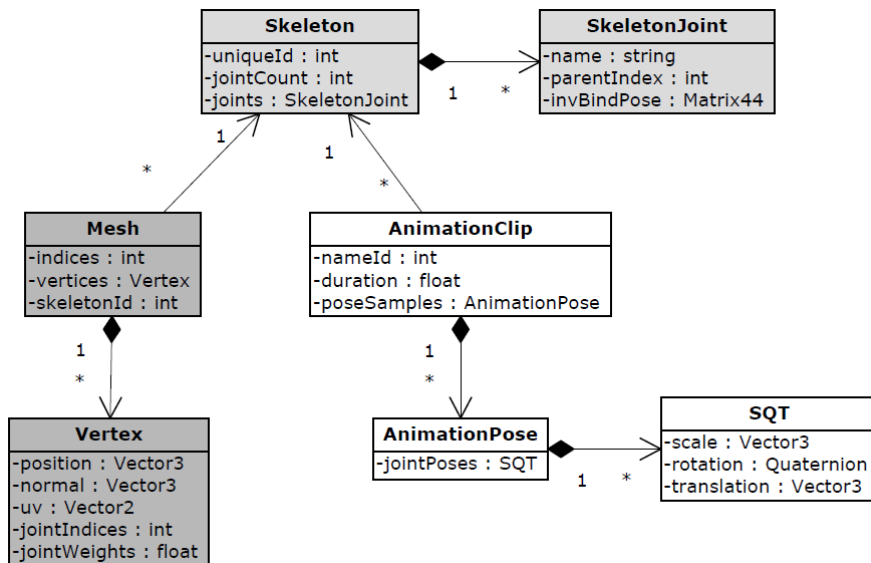 Skeleton
-uniqueId : int
-jointCount : int
-joints : SkeletonJoint
1
*
SkeletonJoint
-name : string
-parentIndex : int
-invBindPose : Matrix44
1
*
1
*
Mesh
-indices : int
-vertices : Vertex
-skeletonId : int
AnimationClip
-nameId : int
-duration : float
-poseSamples : AnimationPose
1
*
1
*
Vertex
-position : Vector3
-normal : Vector3
-uv : Vector2
-jointIndices : int
-jointWeights : float
AnimationPose
-jointPoses : SQT
1
*
SQT
-scale : Vector3
-rotation : Quaternion
-translation : Vector3